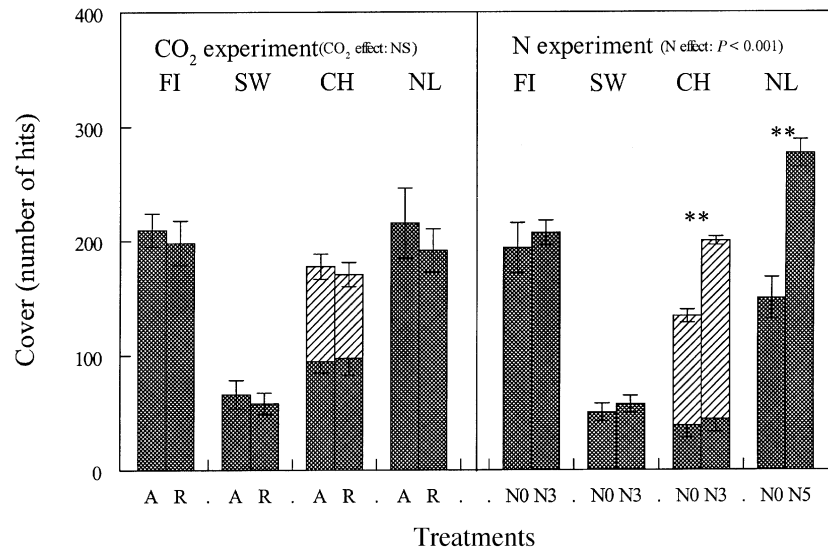 400
300
200
100
0
Cover (number of hits)
CO2 experiment(CO2 effect: NS)
FI SW CH NL
N experiment (N effect: P < 0.001)
FI SW CH NL
**
**
A R . A R . A R . A R . . N0 N3 . N0 N3 . N0 N3 . N0 N5
Treatments